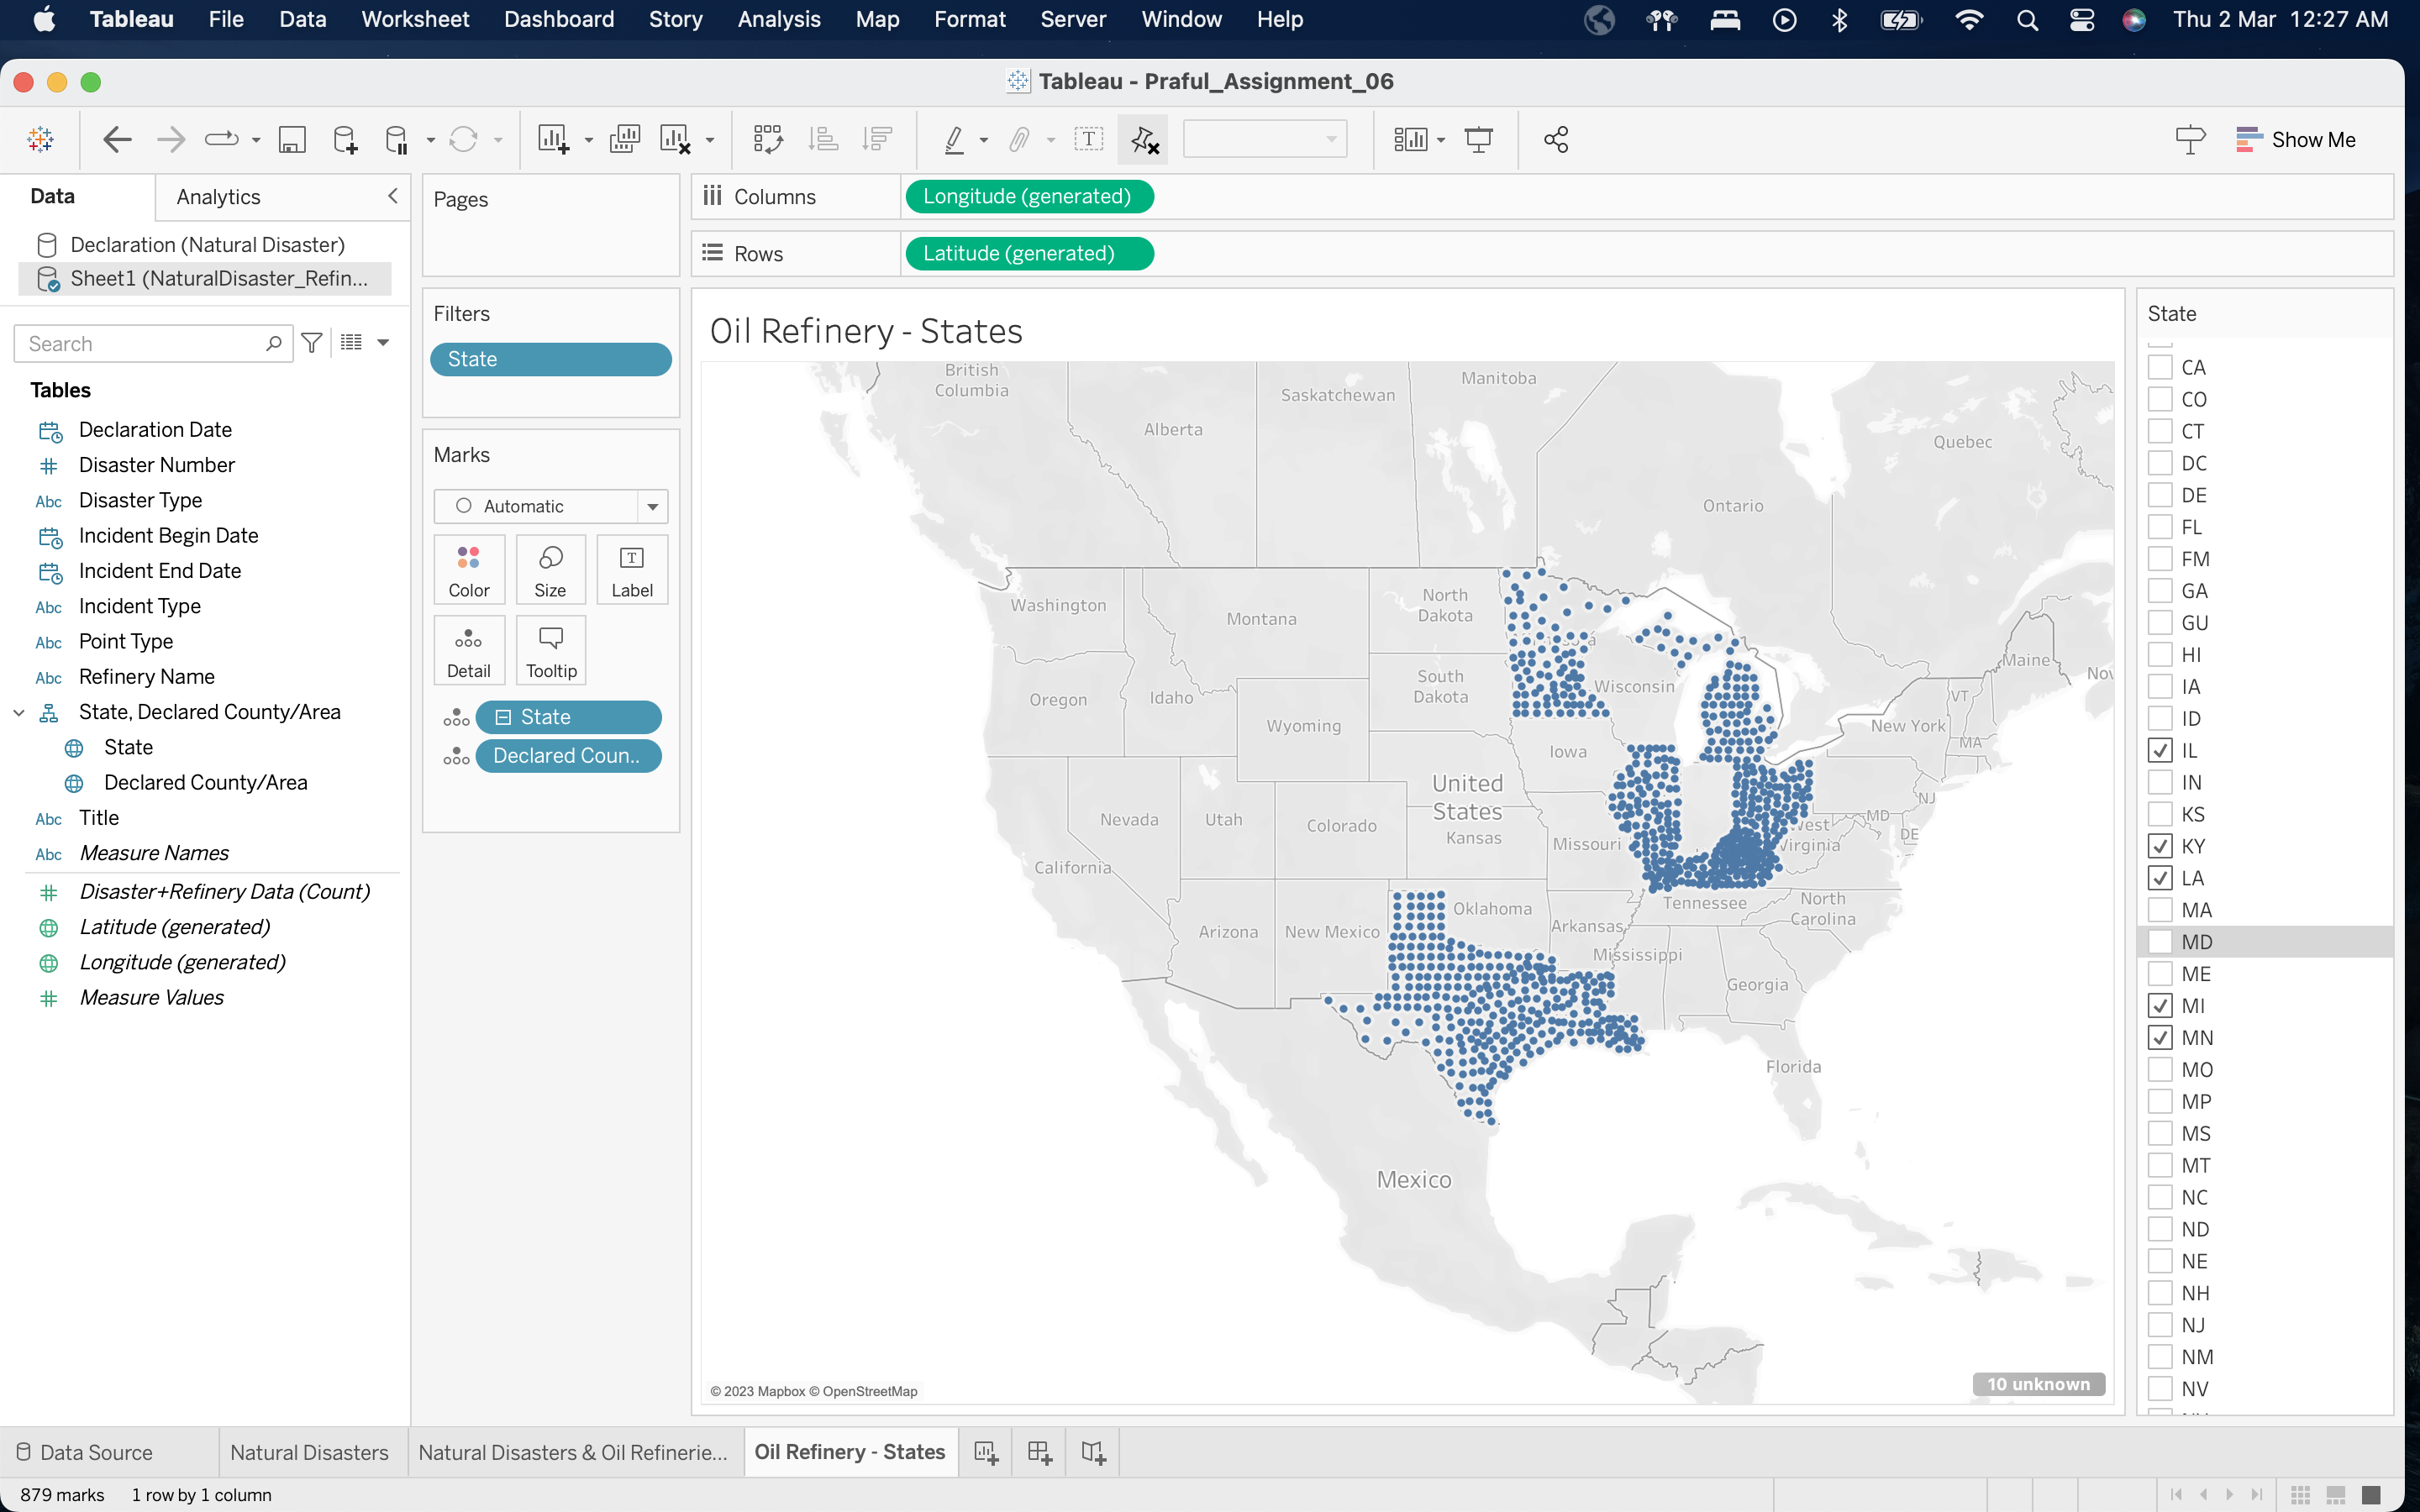 Tableau File Data Worksheet Dashboard Story Analysis Map Format Server Window Help Thu 2 Mar 12:27 AM
Tableau - Praful_Assignment_06
Show Me
Data Analytics
Declaration (Natural Disaster)
Sheet1 (NaturalDisaster_Refin...
Search
Tables
Declaration Date
# Disaster Number
Abc Disaster Type
Incident Begin Date
Incident End Date
Abc Incident Type
Abc Point Type
Abc Refinery Name
State, Declared County/Area
State
Declared County/Area
Abc Title
Abc Measure Names
# Disaster+Refinery Data (Count)
Latitude (generated)
Longitude (generated)
# Measure Values
Pages
Filters
State
Marks
Automatic
Color Size Label
Detail Tooltip
State
Declared Coun..
Columns Longitude (generated)
Rows Latitude (generated)
Oil Refinery - States
British
Columbia
Alberta
Saskatchewan
Manitoba
Ontario
Quebec
Washington
Montana
North
Dakota
Maine
Oregon
Idaho
South
Dakota
Wisconsin
VT
Wyoming
New York
MA
Iowa
United
States
Nevada
Utah
Colorado
Kansas
Missouri
West
Virginia
NJ
MD
DE
California
Oklahoma
Tennessee
North
Carolina
Arizona
New Mexico
Arkansas
Mississippi
Georgia
Florida
Mexico
© 2023 Mapbox © OpenStreetMap
10 unknown
State
CA
CO
CT
DC
DE
FL
FM
GA
GU
HI
IA
ID
IL
IN
KS
KY
LA
MA
MD
ME
MI
MN
MO
MP
MS
MT
NC
ND
NE
NH
NJ
NM
NV
Data Source Natural Disasters Natural Disasters & Oil Refinerie... Oil Refinery - States
879 marks 1 row by 1 column